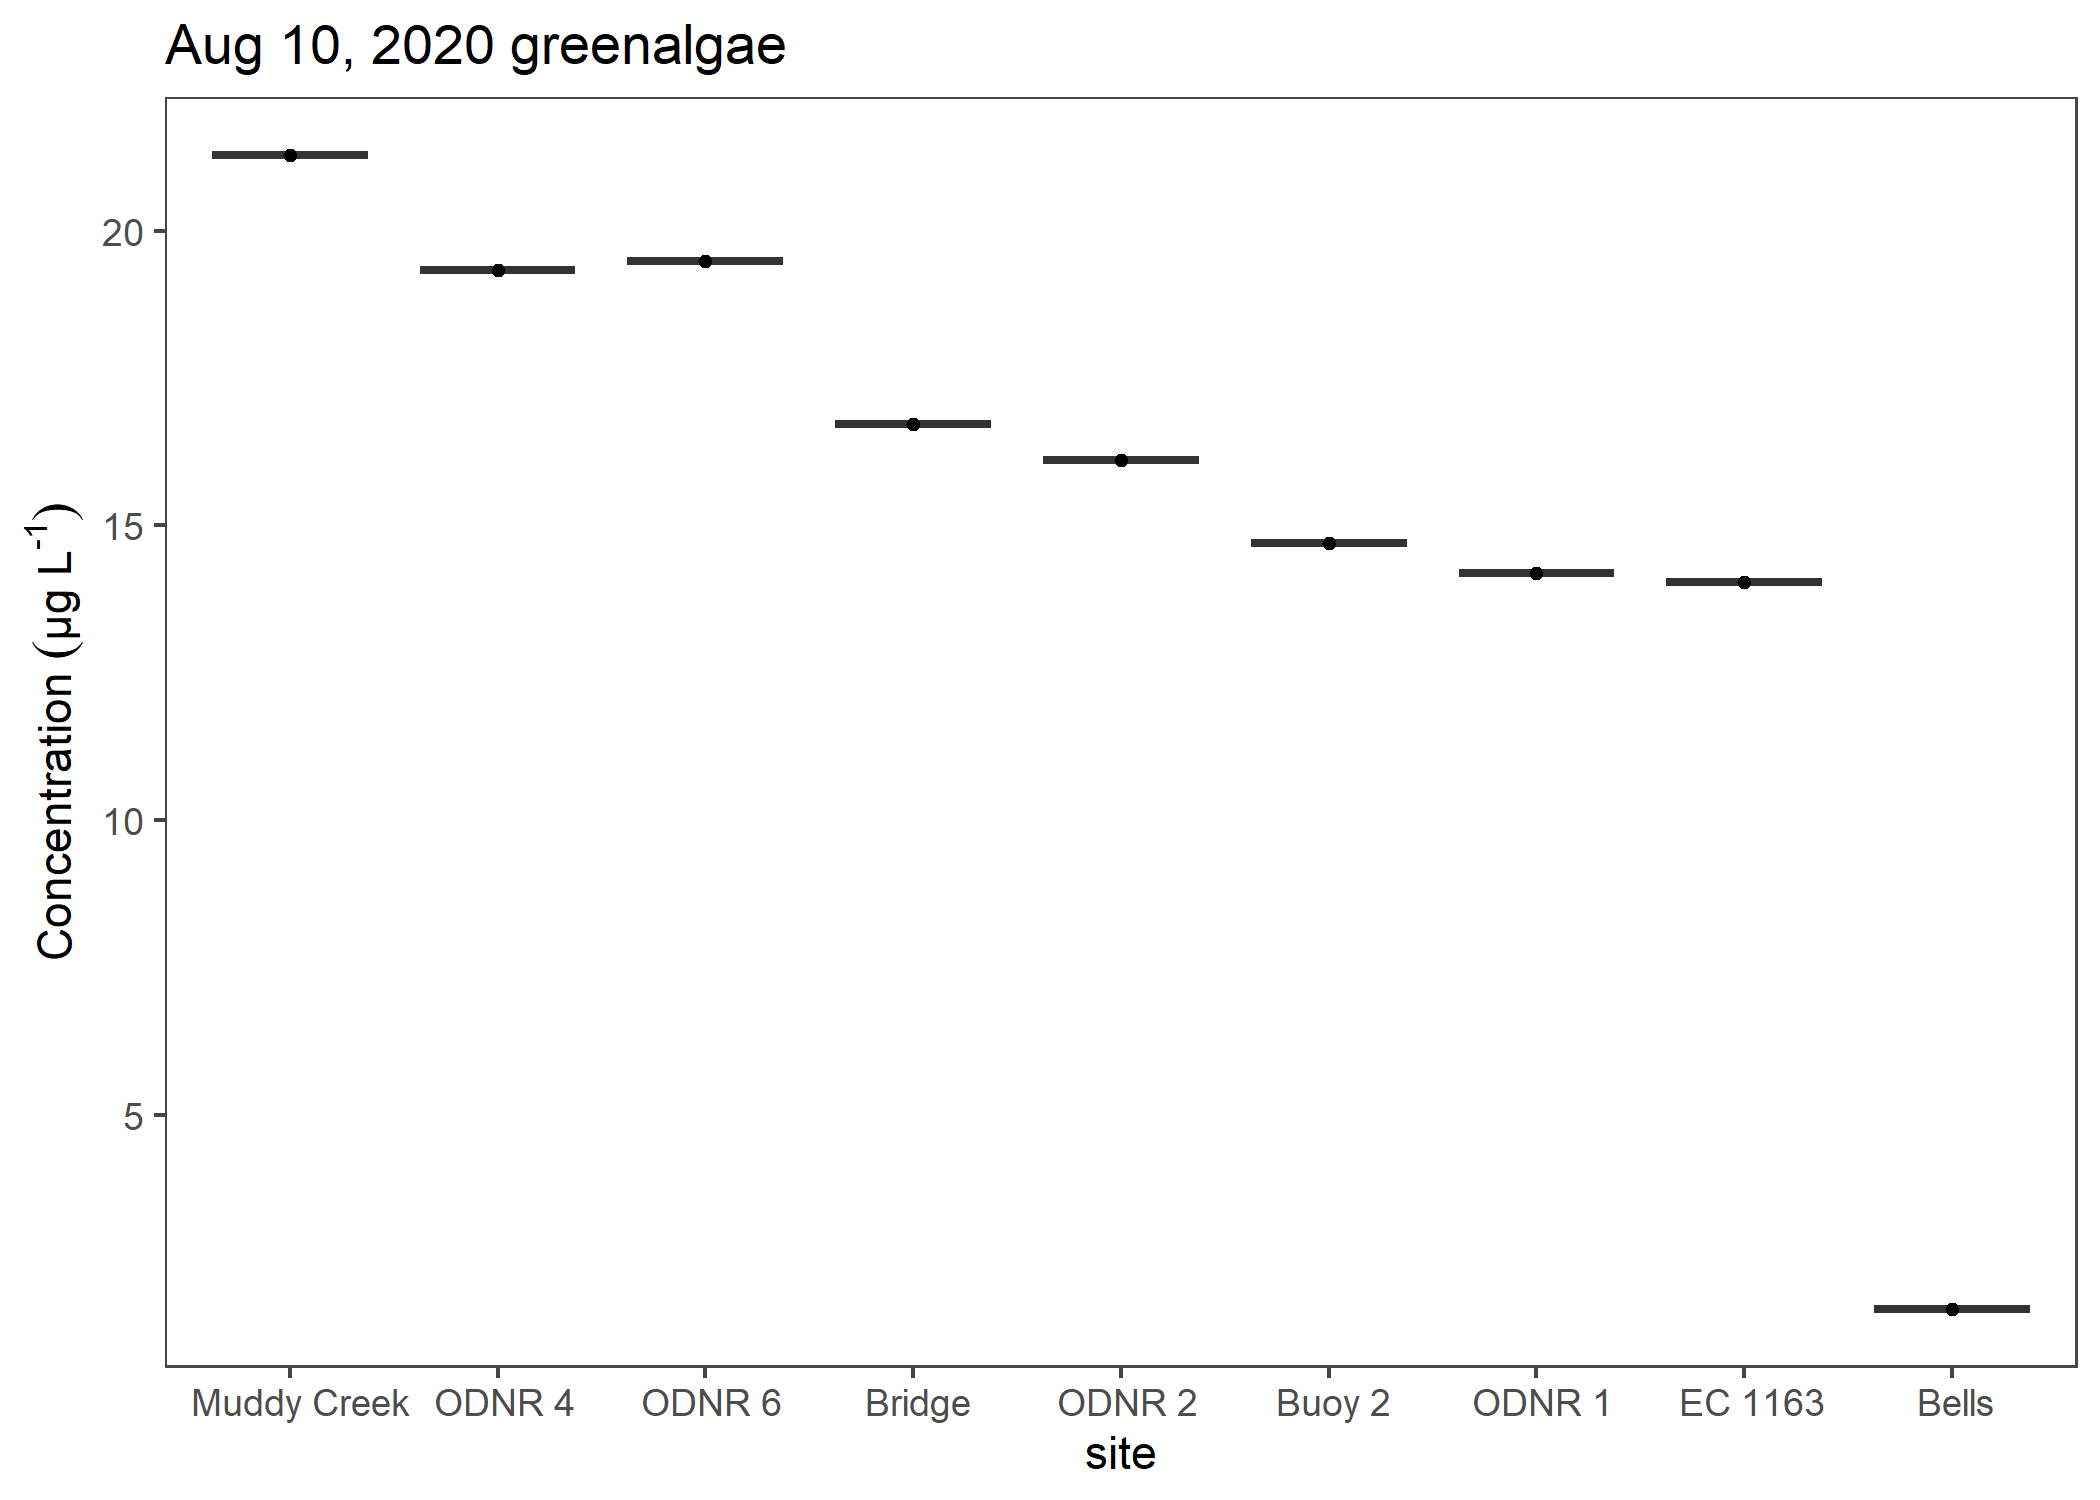 Aug 10, 2020 greenalgae
Concentration (µg L⁻¹)
20
15
10
5
Muddy Creek ODNR 4 ODNR 6 Bridge ODNR 2 Buoy 2 ODNR 1 EC 1163 Bells
site